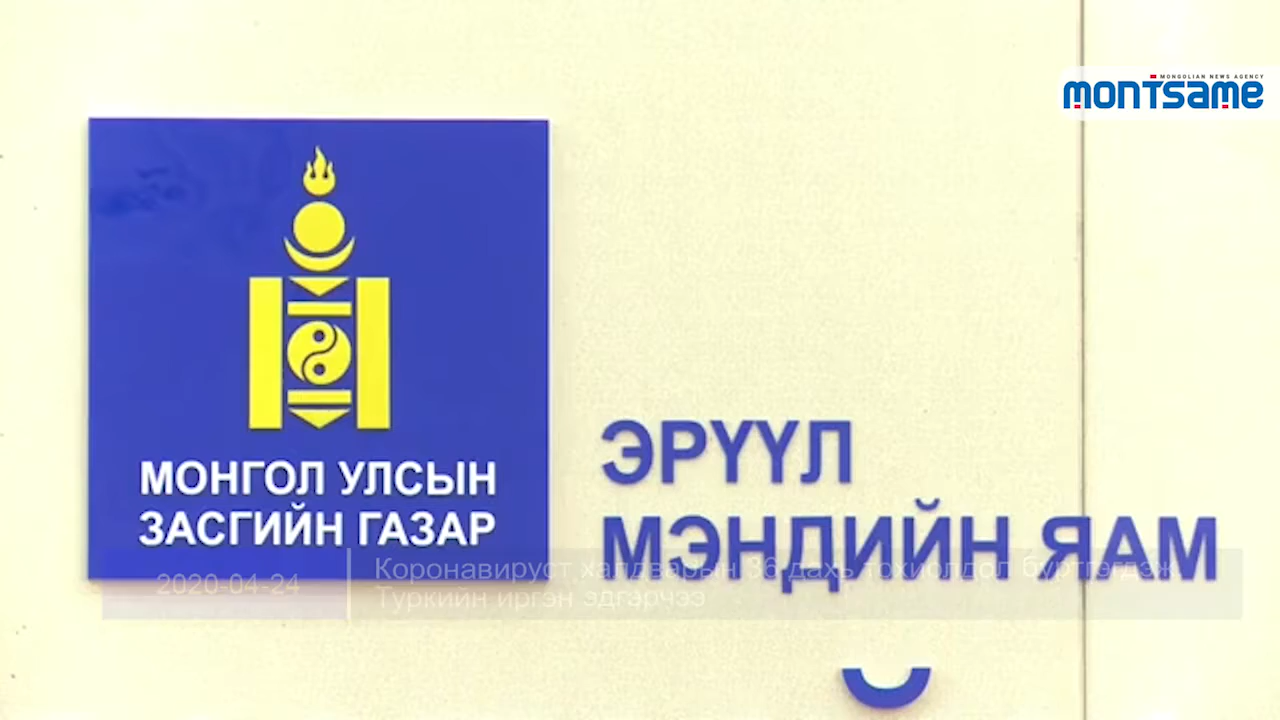 MONGOLIAN NEWS AGENCY
MONTSAME
МОНГОЛ УЛСЫН
ЗАСГИЙН ГАЗАР
ЭРҮҮЛ
МЭНДИЙН ЯАМ
2020-04-24
Коронавируст халдварын 36 дахь тохиолдол бүртгэгдэж
Туркийн иргэн эдгэрчээ